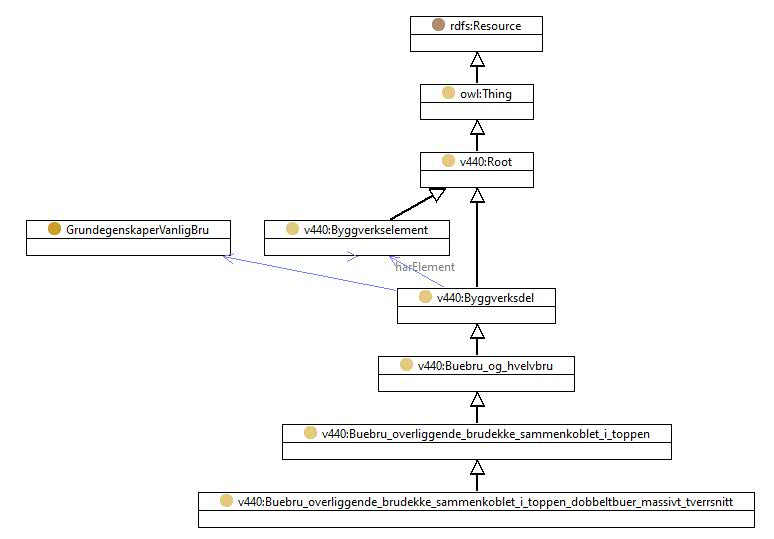 rdfs:Resource
owl:Thing
v440:Root
GrundegenskaperVanligBru
v440:Byggverkselement
harElement
v440:Byggverksdel
v440:Buebru_og_hvelvbru
v440:Buebru_overliggende_brudekke_sammenkoblet_i_toppen
v440:Buebru_overliggende_brudekke_sammenkoblet_i_toppen_dobbeltbuer_massivt_tverrsnitt